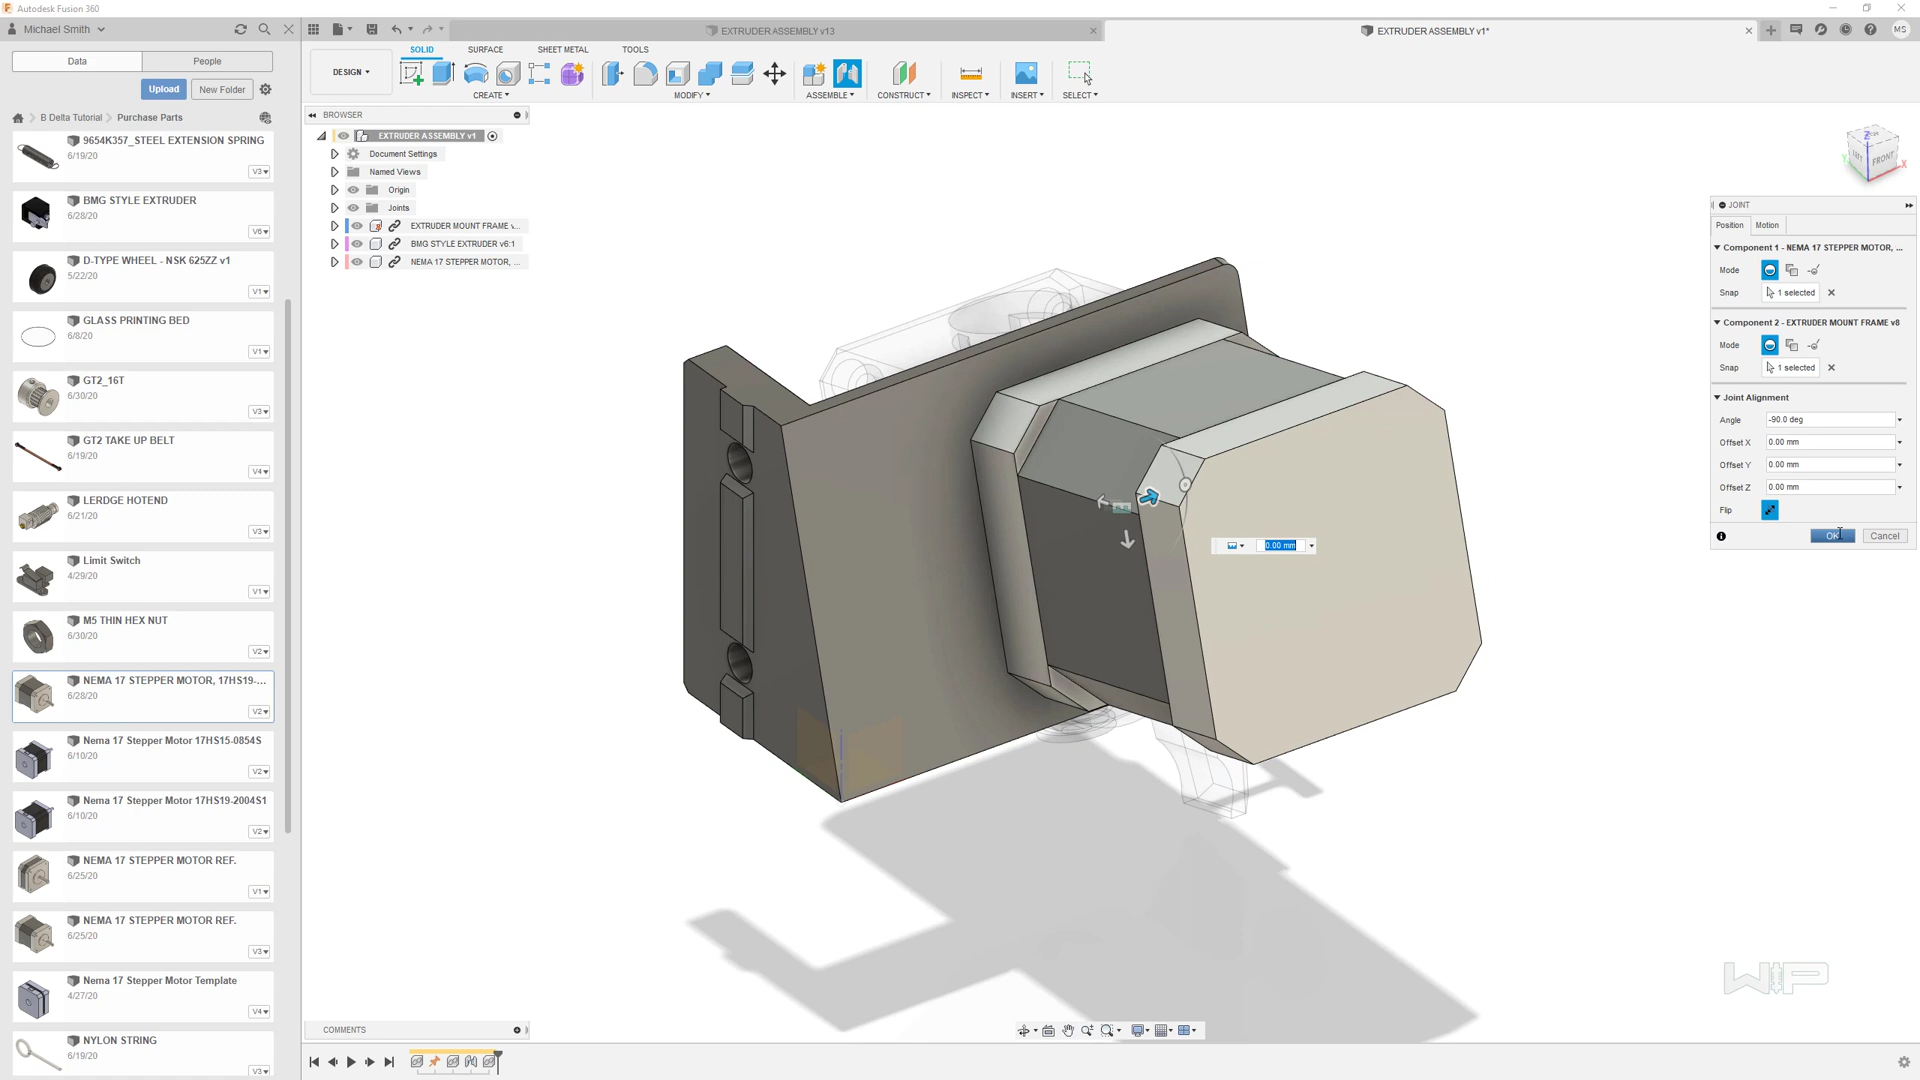 Autodesk Fusion 360
Michael Smith
EXTRUDER ASSEMBLY v13
EXTRUDER ASSEMBLY v1*
MS
Data
People
Upload
New Folder
B Delta Tutorial
Purchase Parts
DESIGN
SOLID
SURFACE
SHEET METAL
TOOLS
CREATE
MODIFY
ASSEMBLE
CONSTRUCT
INSPECT
INSERT
SELECT
9654K357_STEEL EXTENSION SPRING
6/19/20
V3
BMG STYLE EXTRUDER
6/28/20
V6
D-TYPE WHEEL - NSK 625ZZ v1
5/22/20
V1
GLASS PRINTING BED
6/8/20
V1
GT2_16T
6/30/20
V3
GT2 TAKE UP BELT
6/19/20
V4
LERDGE HOTEND
6/21/20
V3
Limit Switch
4/29/20
V1
M5 THIN HEX NUT
6/30/20
V2
NEMA 17 STEPPER MOTOR, 17HS19-...
6/28/20
V2
Nema 17 Stepper Motor 17HS15-0854S
6/10/20
V2
Nema 17 Stepper Motor 17HS19-2004S1
6/10/20
V2
NEMA 17 STEPPER MOTOR REF.
6/25/20
V1
NEMA 17 STEPPER MOTOR REF.
6/25/20
V3
Nema 17 Stepper Motor Template
4/27/20
V4
NYLON STRING
6/19/20
V3
BROWSER
EXTRUDER ASSEMBLY v1
Document Settings
Named Views
Origin
Joints
EXTRUDER MOUNT FRAME v...
BMG STYLE EXTRUDER v6:1
NEMA 17 STEPPER MOTOR, ...
0.00 mm
Z
X
FRONT
JOINT
Position
Motion
Component 1 - NEMA 17 STEPPER MOTOR, ...
Mode
Snap
1 selected
Component 2 - EXTRUDER MOUNT FRAME v8
Mode
Snap
1 selected
Joint Alignment
Angle
-90.0 deg
Offset X
0.00 mm
Offset Y
0.00 mm
Offset Z
0.00 mm
Flip
OK
Cancel
WIP
COMMENTS